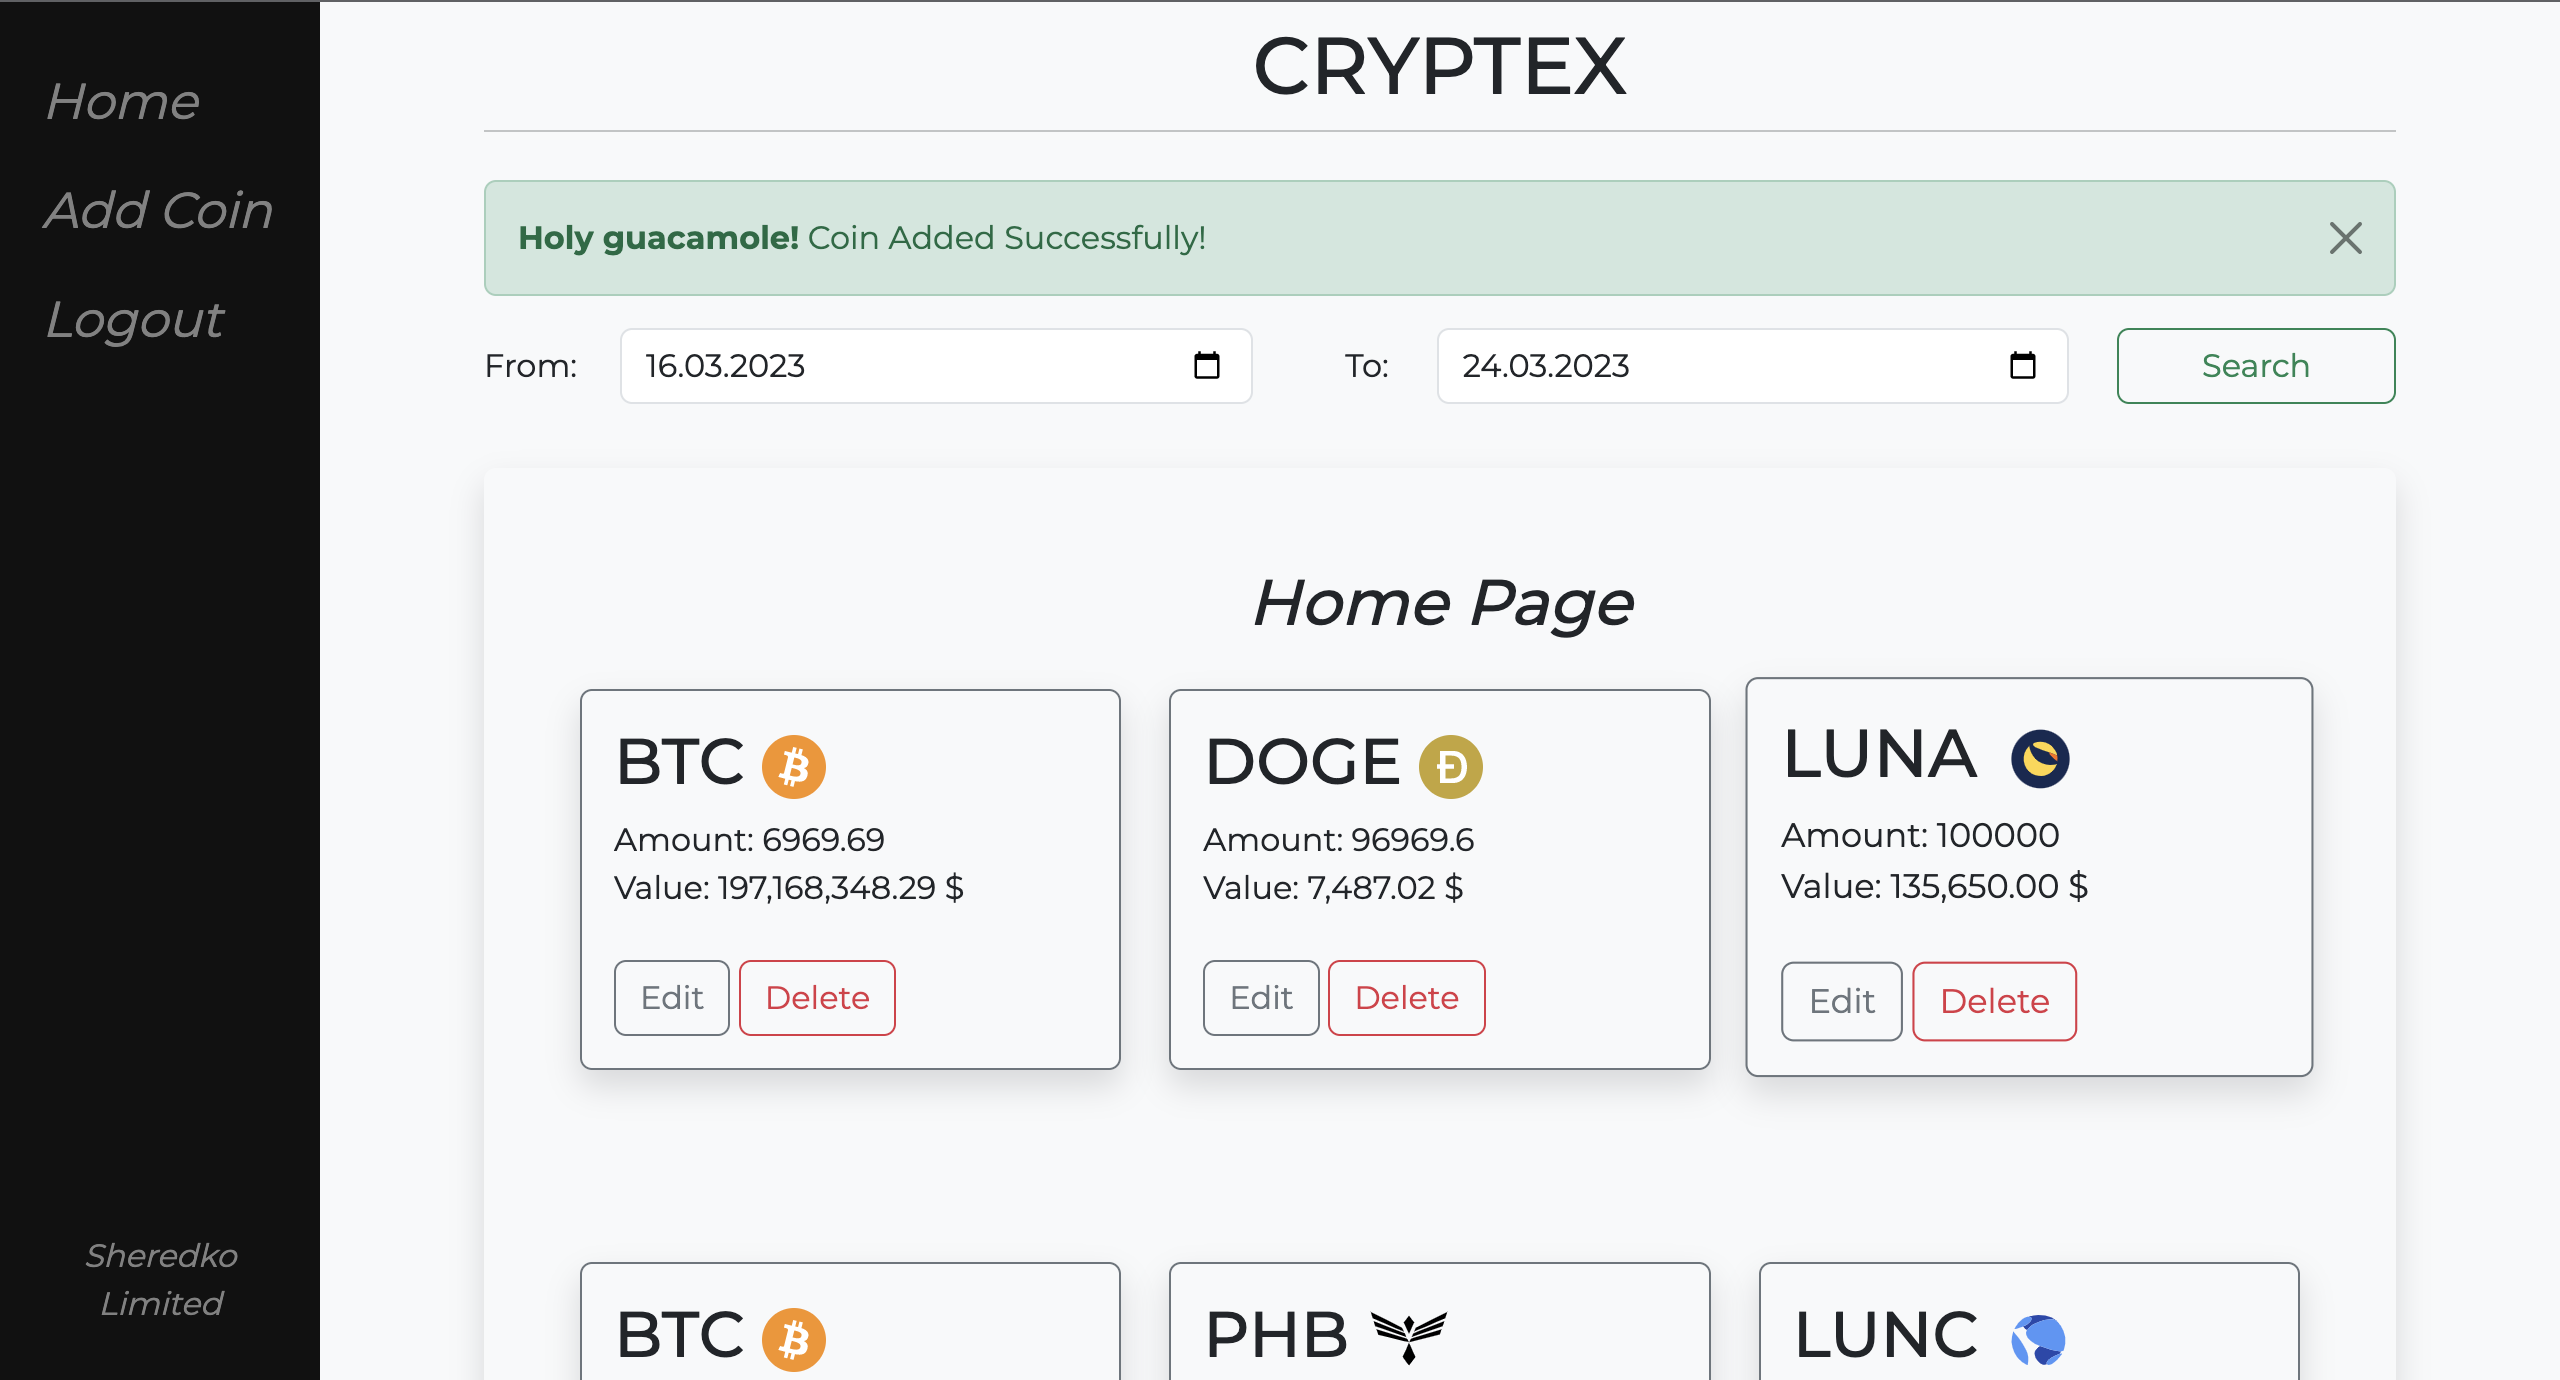 Home
Add Coin
Logout
Sheredko
Limited
CRYPTEX
Holy guacamole! Coin Added Successfully!
From: 16.03.2023 To: 24.03.2023 Search
Home Page
BTC
Amount: 6969.69
Value: 197,168,348.29 $
Edit Delete
DOGE
Amount: 96969.6
Value: 7,487.02 $
Edit Delete
LUNA
Amount: 100000
Value: 135,650.00 $
Edit Delete
BTC
PHB
LUNC